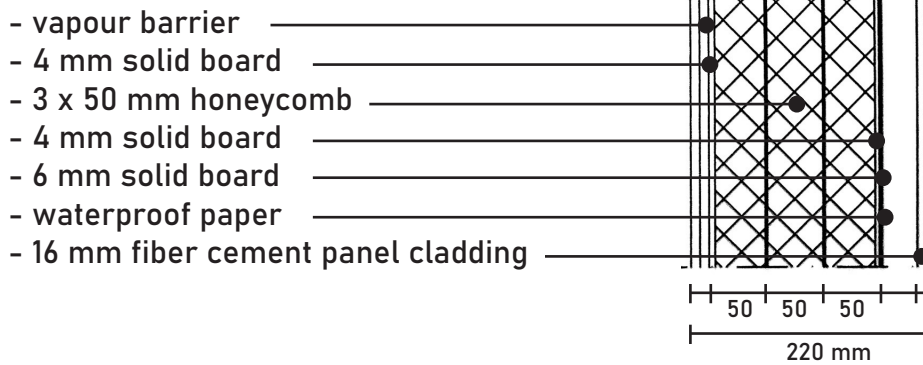 - vapour barrier
- 4 mm solid board
- 3 x 50 mm honeycomb
- 4 mm solid board
- 6 mm solid board
- waterproof paper
- 16 mm fiber cement panel cladding
50 50 50
220 mm